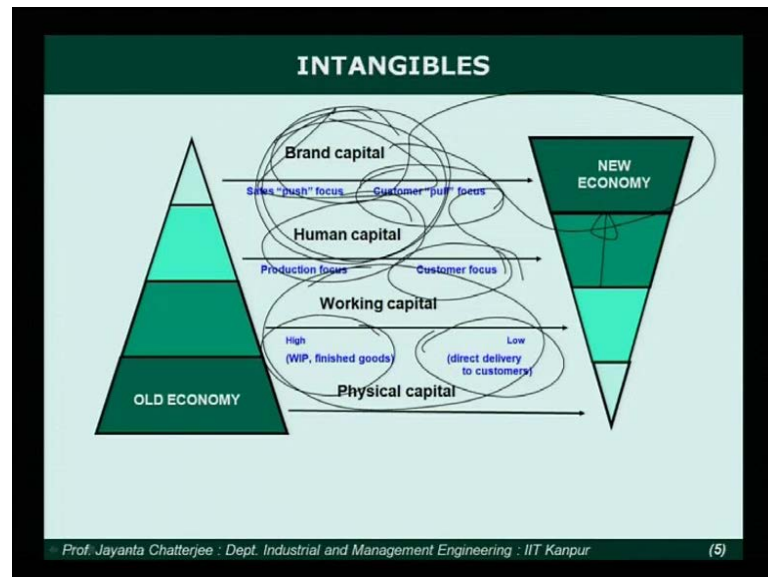 INTANGIBLES
Brand capital
Sales "push" focus Customer "pull" focus
NEW
ECONOMY
Human capital
Production focus Customer focus
Working capital
High Low
(WIP, finished goods) (direct delivery
to customers)
Physical capital
OLD ECONOMY
Prof. Jayanta Chatterjee : Dept. Industrial and Management Engineering : IIT Kanpur (5)